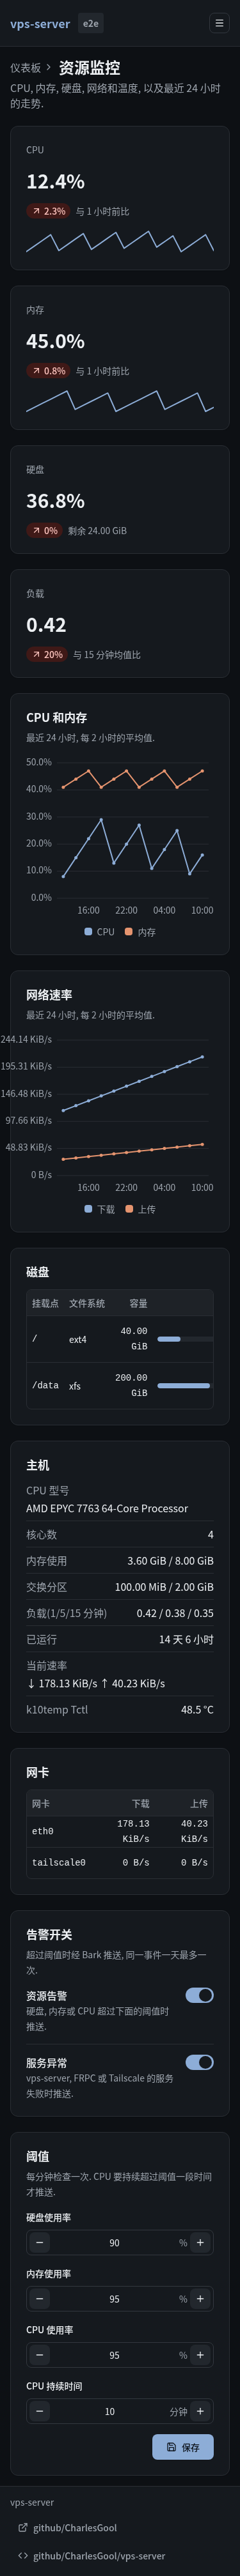 vps-server e2e
仪表板 > 资源监控
CPU, 内存, 硬盘, 网络和温度, 以及最近 24 小时
的走势.
CPU
12.4%
2.3% 与 1 小时前比
内存
45.0%
0.8% 与 1 小时前比
硬盘
36.8%
0% 剩余 24.00 GiB
负载
0.42
20% 与 15 分钟均值比
CPU 和内存
最近 24 小时, 每 2 小时的平均值.
50.0%
40.0%
30.0%
20.0%
10.0%
0.0%
16:00 22:00 04:00 10:00
CPU 内存
网络速率
最近 24 小时, 每 2 小时的平均值.
244.14 KiB/s
195.31 KiB/s
146.48 KiB/s
97.66 KiB/s
48.83 KiB/s
0 B/s
16:00 22:00 04:00 10:00
下载 上传
磁盘
挂载点 文件系统 容量
/ ext4 40.00
GiB
/data xfs 200.00
GiB
主机
CPU 型号
AMD EPYC 7763 64-Core Processor
核心数 4
内存使用 3.60 GiB / 8.00 GiB
交换分区 100.00 MiB / 2.00 GiB
负载(1/5/15 分钟) 0.42 / 0.38 / 0.35
已运行 14 天 6 小时
当前速率
↓ 178.13 KiB/s ↑ 40.23 KiB/s
k10temp Tctl 48.5 °C
网卡
网卡 下载 上传
eth0 178.13 40.23
KiB/s KiB/s
tailscale0 0 B/s 0 B/s
告警开关
超过阈值时经 Bark 推送, 同一事件一天最多一
次.
资源告警
硬盘, 内存或 CPU 超过下面的阈值时
推送.
服务异常
vps-server, FRPC 或 Tailscale 的服务
失败时推送.
阈值
每分钟检查一次. CPU 要持续超过阈值一段时间
才推送.
硬盘使用率
− 90 % +
内存使用率
− 95 % +
CPU 使用率
− 95 % +
CPU 持续时间
− 10 分钟 +
保存
vps-server
github/CharlesGool
github/CharlesGool/vps-server